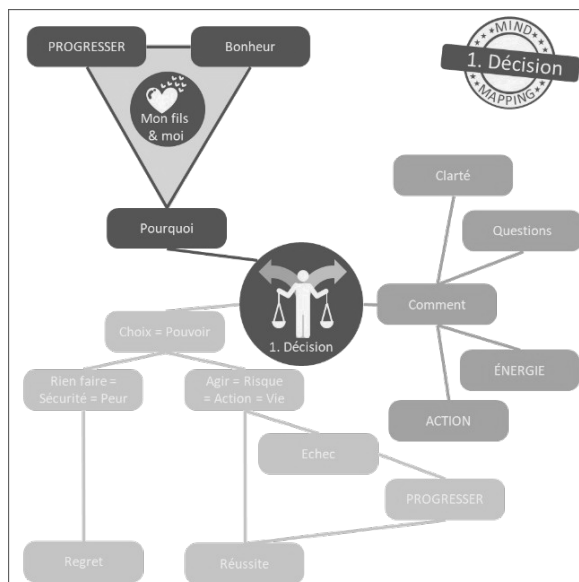 PROGRESSER
Bonheur
MIND
1. Décision
MAPPING
Mon fils
& moi
Pourquoi
Clarté
Questions
Comment
ÉNERGIE
ACTION
1. Décision
Choix = Pouvoir
Rien faire =
Sécurité = Peur
Agir = Risque
= Action = Vie
Echec
PROGRESSER
Regret
Réussite